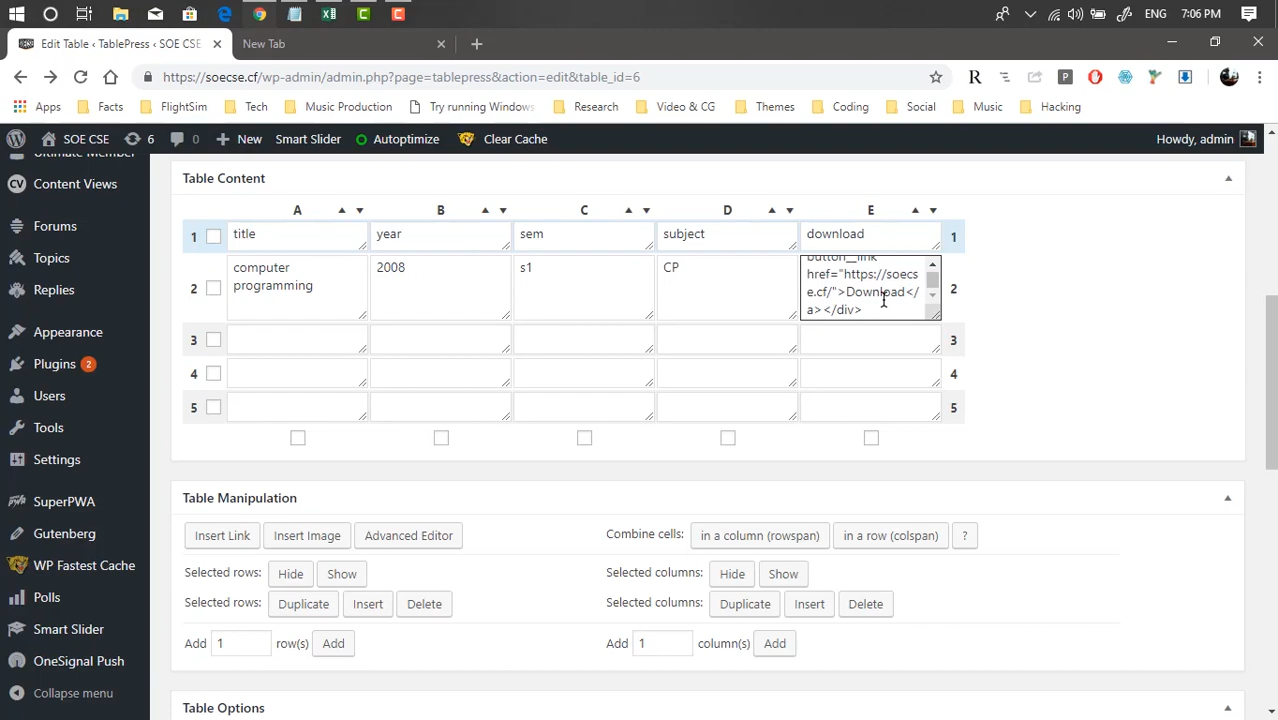 ENG 7:06 PM
Edit Table ‹ TablePress ‹ SOE CSE
New Tab
https://soecse.cf/wp-admin/admin.php?page=tablepress&action=edit&table_id=6
Apps Facts FlightSim Tech Music Production Try running Windows Research Video & CG Themes Coding Social Music Hacking
SOE CSE 6 0 New Smart Slider Autoptimize Clear Cache Howdy, admin
Ultimate Member
Content Views
Forums
Topics
Replies
Appearance
Plugins 2
Users
Tools
Settings
SuperPWA
Gutenberg
WP Fastest Cache
Polls
Smart Slider
OneSignal Push
Collapse menu
Table Content
A B C D E
1 title year sem subject download 1
2 computer programming 2008 s1 CP 2
button__link
href="https://soecs
e.cf/">Download</
a></div>
3 3
4 4
5 5
Table Manipulation
Insert Link Insert Image Advanced Editor Combine cells: in a column (rowspan) in a row (colspan) ?
Selected rows: Hide Show Selected columns: Hide Show
Selected rows: Duplicate Insert Delete Selected columns: Duplicate Insert Delete
Add 1 row(s) Add Add 1 column(s) Add
Table Options